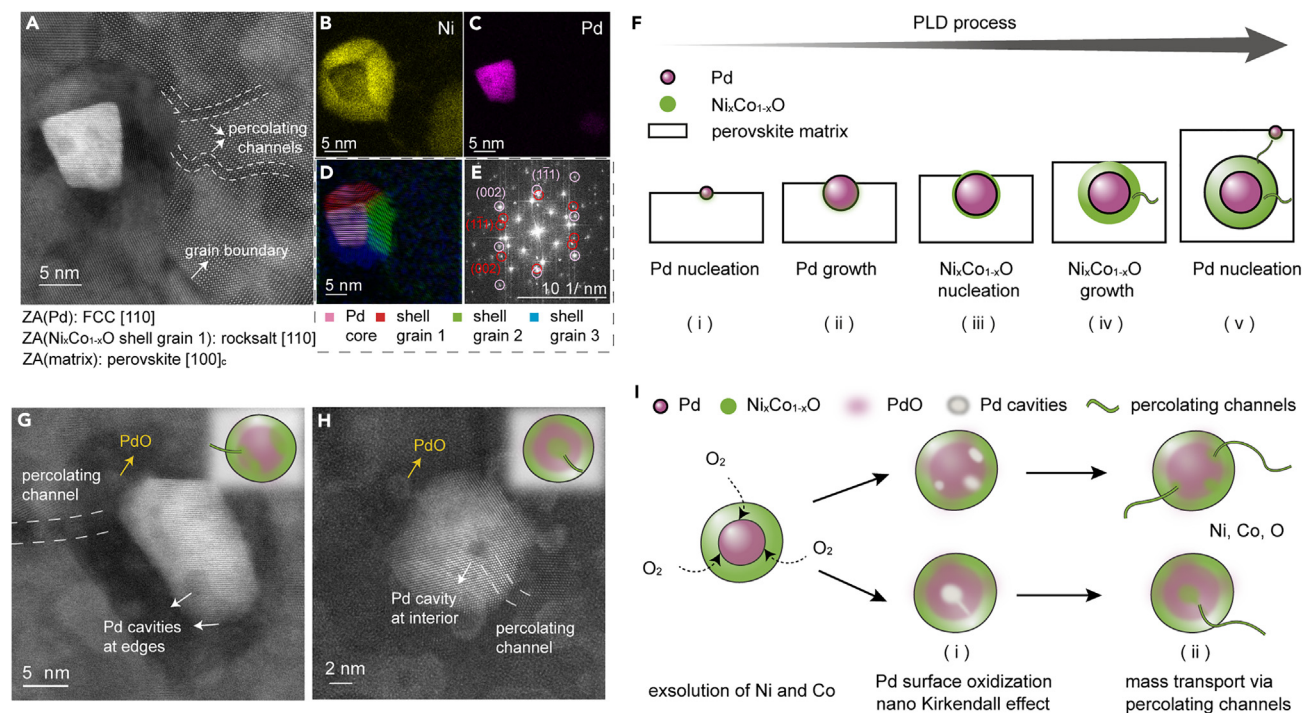 A
percolating
channels
grain boundary
5 nm
ZA(Pd): FCC [110]
ZA(NiₓCo₁₋ₓO shell grain 1): rocksalt [110]
ZA(matrix): perovskite [100]c
B
Ni
5 nm
C
Pd
5 nm
D
5 nm
E
(111)
(002)
(111)
(002)
10 1/ nm
Pd
core
shell
grain 1
shell
grain 2
shell
grain 3
F
PLD process
Pd
NiₓCo₁₋ₓO
perovskite matrix
Pd nucleation
( i )
Pd growth
( ii )
NiₓCo₁₋ₓO
nucleation
( iii )
NiₓCo₁₋ₓO
growth
( iv )
Pd nucleation
( v )
G
PdO
percolating
channel
Pd cavities
at edges
5 nm
H
PdO
Pd cavity
at interior
percolating
channel
2 nm
I
Pd
NiₓCo₁₋ₓO
PdO
Pd cavities
percolating channels
O₂
O₂
O₂
Ni, Co, O
( i )
( ii )
exsolution of Ni and Co
Pd surface oxidization
nano Kirkendall effect
mass transport via
percolating channels